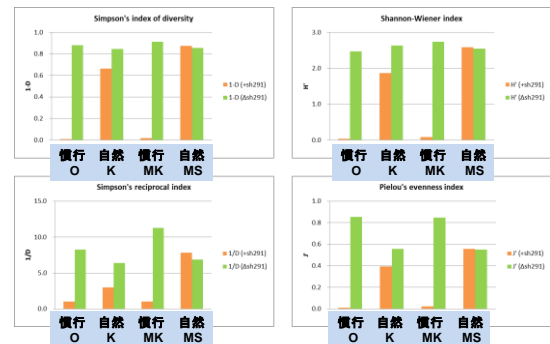 Simpson's index of diversity
1.0
0.8
0.6
0.4
0.2
0.0
1-D
1-D (+sh291)
1-D (Δsh291)
慣行 自然 慣行 自然
O K MK MS
Shannon-Wiener index
4.0
3.0
2.0
1.0
0.0
H'
H' (+sh291)
H' (Δsh291)
慣行 自然 慣行 自然
O K MK MS
Simpson's reciprocal index
15.0
10.0
5.0
0.0
1/D
1/D (+sh291)
1/D (Δsh291)
慣行 自然 慣行 自然
O K MK MS
Pielou's evenness index
1.0
0.8
0.6
0.4
0.2
0.0
J'
J' (+sh291)
J' (Δsh291)
慣行 自然 慣行 自然
O K MK MS